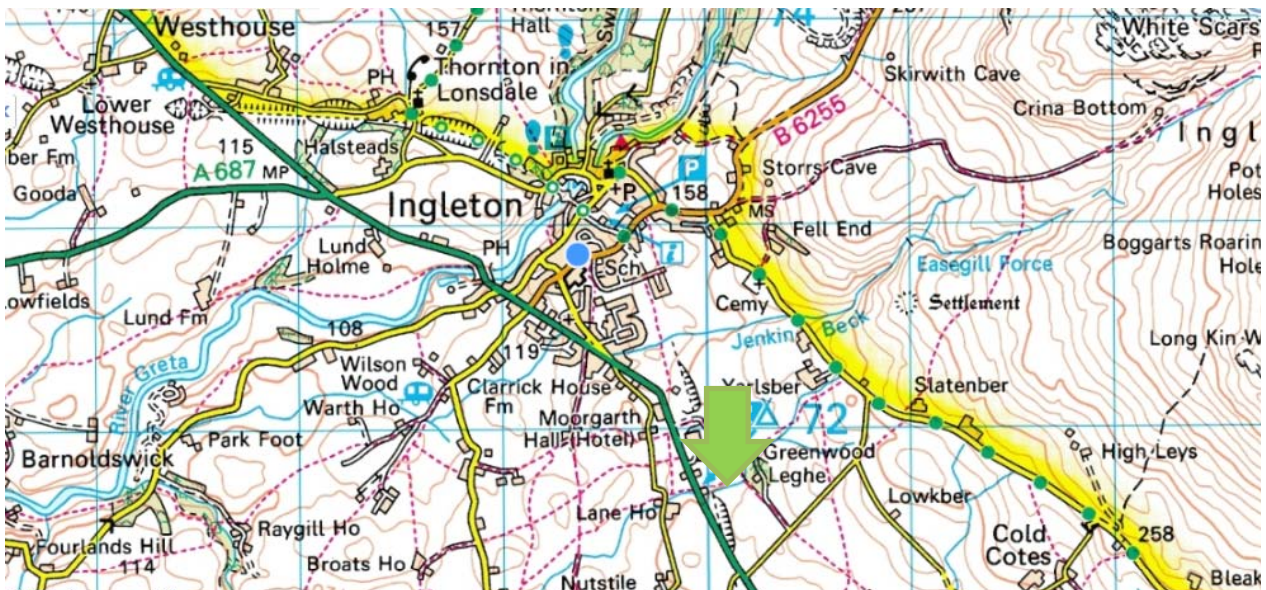 Westhouse
157
Hall
Skirwith Cave
White Scars
PH
Thornton in
Lonsdale
Crina Bottom
Lower
Westhouse
B 6255
Ingl
115
Halsteads
ber Fm
A 687
MP
Storrs Cave
P
Pot
Holes
Gooda
Ingleton
P
158
MS
Lund
Holme
PH
Fell End
Boggarts Roarin
Hole
Sch
i
Easegill Force
owfields
Lund Fm
Cemy
Settlement
108
Jenkin Beck
Long Kin W
River Greta
119
Wilson
Wood
Clarrick House
Fm
Yarlsber
Slatenber
Warth Ho
Moorgarth
Hall (Hotel)
72
Park Foot
Greenwood
Leghe
High Leys
Barnoldswick
Lowkber
Raygill Ho
Lane Ho
Cold
Cotes
258
Fourlands Hill
114
Broats Ho
Nutstile
Bleak